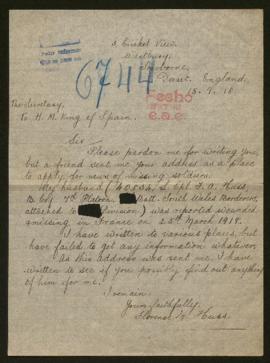 3, Cricket View,
Westbury,
Sherborne,
Dorset. England,
15.9.18.
6744
Fecho
c.a.c.
The Secretary,
to H. M. King of Spain.
Sir
Please pardon me for writing you,
but a friend sent me your address as a place
to apply for news of missing soldiers.
My husband (40534, L/Cpl. F. A. Huss,
B Coy. 7th Platoon, Batt. South Wales Borderers,
attached to Division) was reported wounded
& missing in France on 23rd March 1918.
I have written to various places, but
have failed to get any information whatever.
As this address was sent me, I have
written to see if you possibly find out anything
of him for me.
I remain,
Yours faithfully,
Florence Huss.